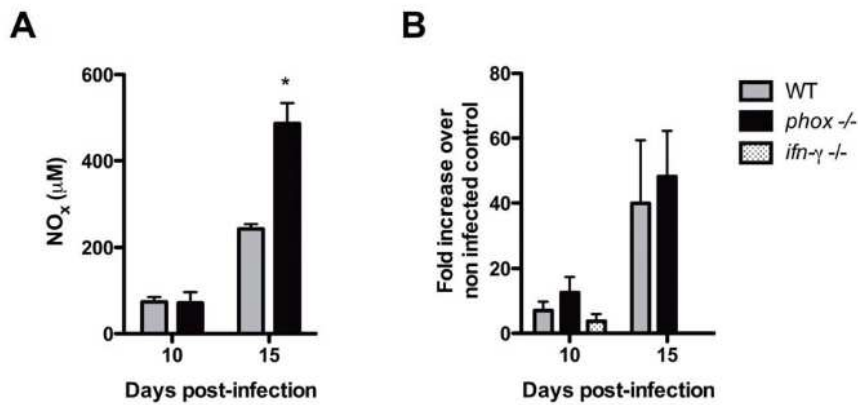 A
NOx (µM)
600
400
200
0
*
10
15
Days post-infection
B
Fold increase over
non infected control
80
60
40
20
0
10
15
Days post-infection
WT
phox -/-
ifn-γ -/-